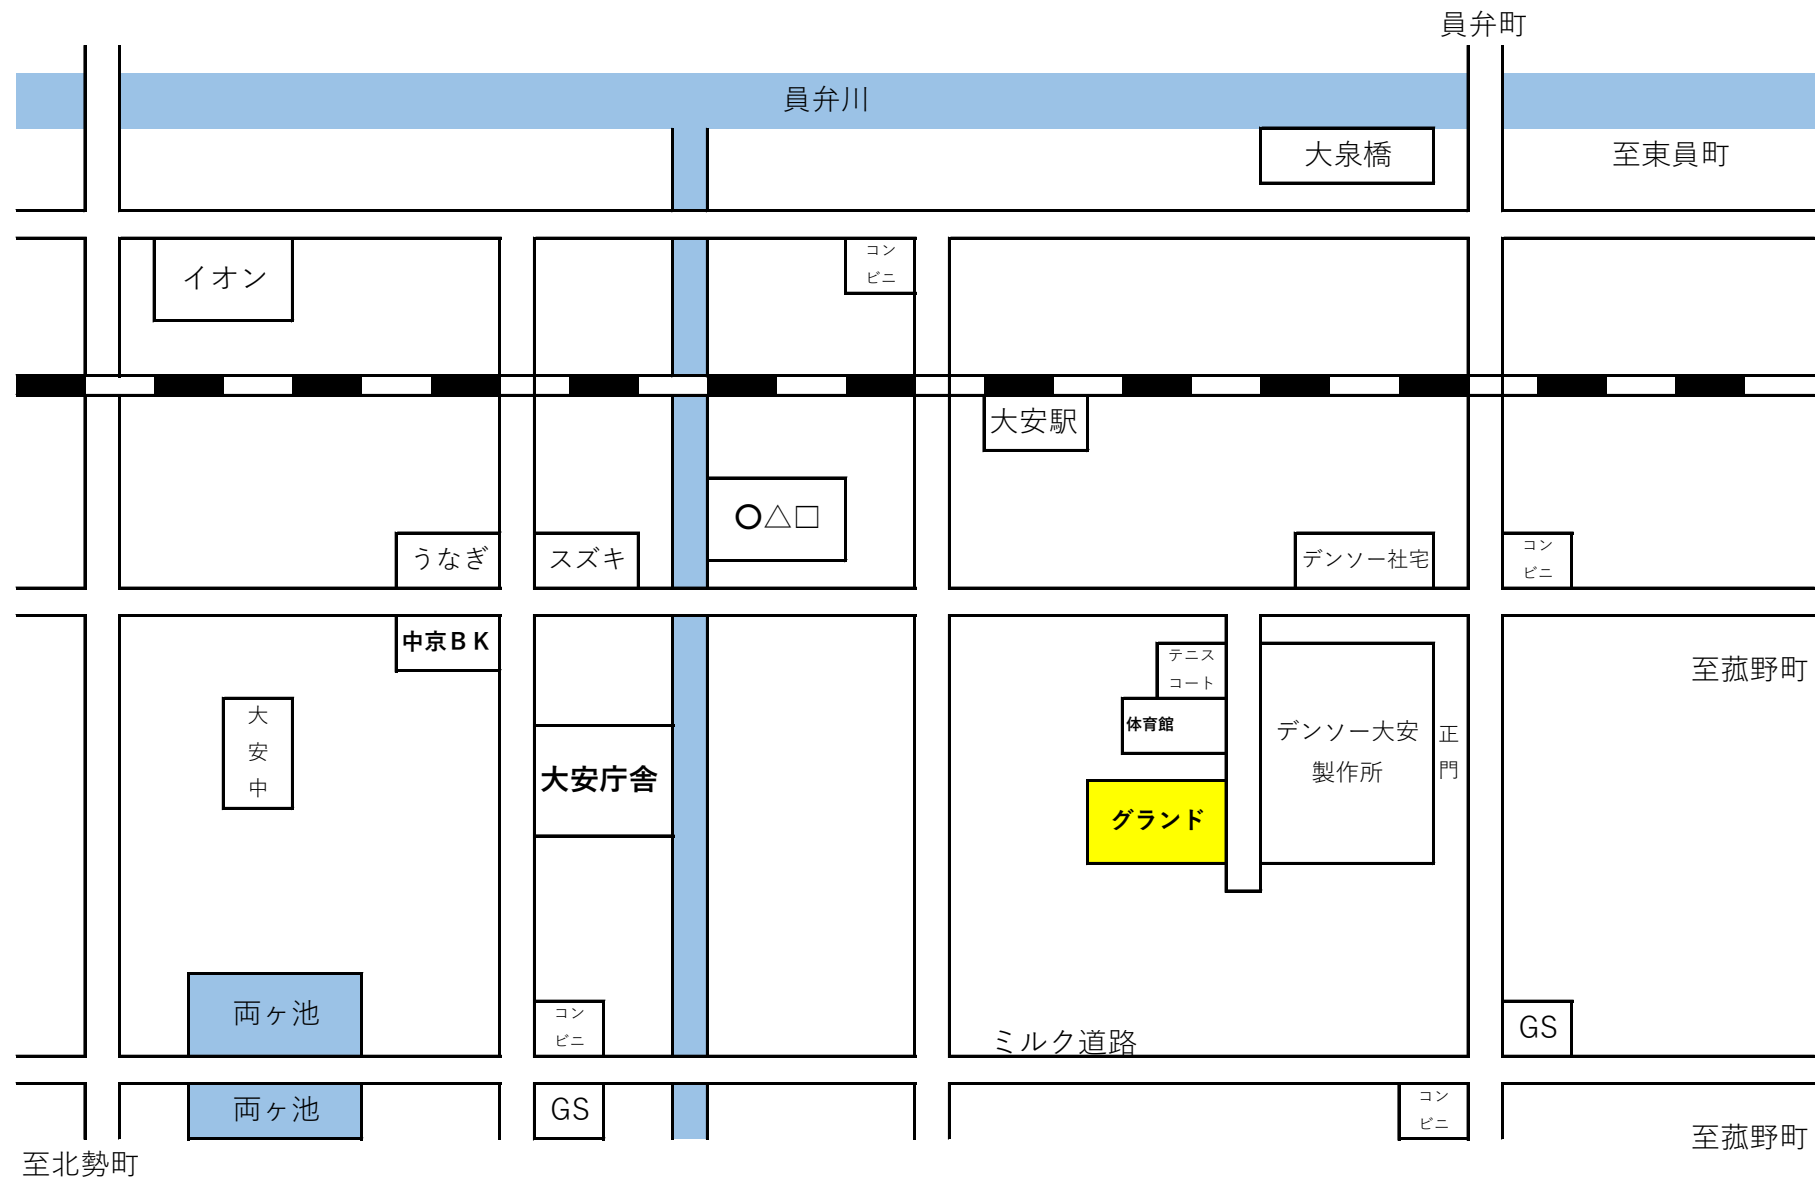 員弁町
員弁川
大泉橋
至東員町
イオン
コン
ビニ
大安駅
〇△□
うなぎ
スズキ
デンソー社宅
コン
ビニ
中京ＢＫ
テニス
コート
至菰野町
大
安
中
体育館
デンソー大安
製作所
正
門
大安庁舎
グランド
両ヶ池
コン
ビニ
ミルク道路
GS
両ヶ池
GS
コン
ビニ
至菰野町
至北勢町